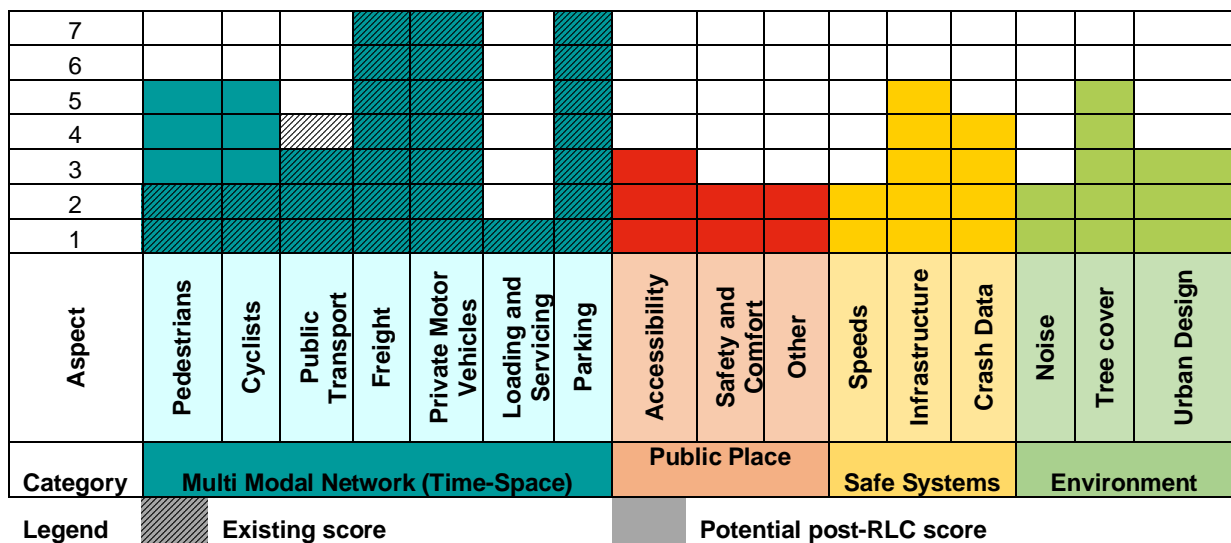 7
6
5
4
3
2
1
Aspect
Pedestrians
Cyclists
Public
Transport
Freight
Private Motor
Vehicles
Loading and
Servicing
Parking
Accessibility
Safety and
Comfort
Other
Speeds
Infrastructure
Crash Data
Noise
Tree cover
Urban Design
Category
Multi Modal Network (Time-Space)
Public Place
Safe Systems
Environment
Legend
Existing score
Potential post-RLC score